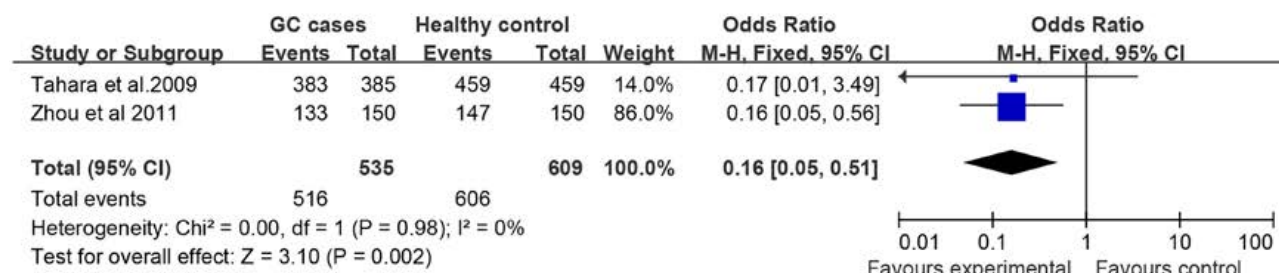 GC cases Healthy control Odds Ratio Odds Ratio
Study or Subgroup Events Total Events Total Weight M-H, Fixed, 95% CI M-H, Fixed, 95% CI
Tahara et al.2009 383 385 459 459 14.0% 0.17 [0.01, 3.49]
Zhou et al 2011 133 150 147 150 86.0% 0.16 [0.05, 0.56]
Total (95% CI) 535 609 100.0% 0.16 [0.05, 0.51]
Total events 516 606
Heterogeneity: Chi² = 0.00, df = 1 (P = 0.98); I² = 0%
Test for overall effect: Z = 3.10 (P = 0.002)
0.01 0.1 1 10 100
Favours experimental Favours control